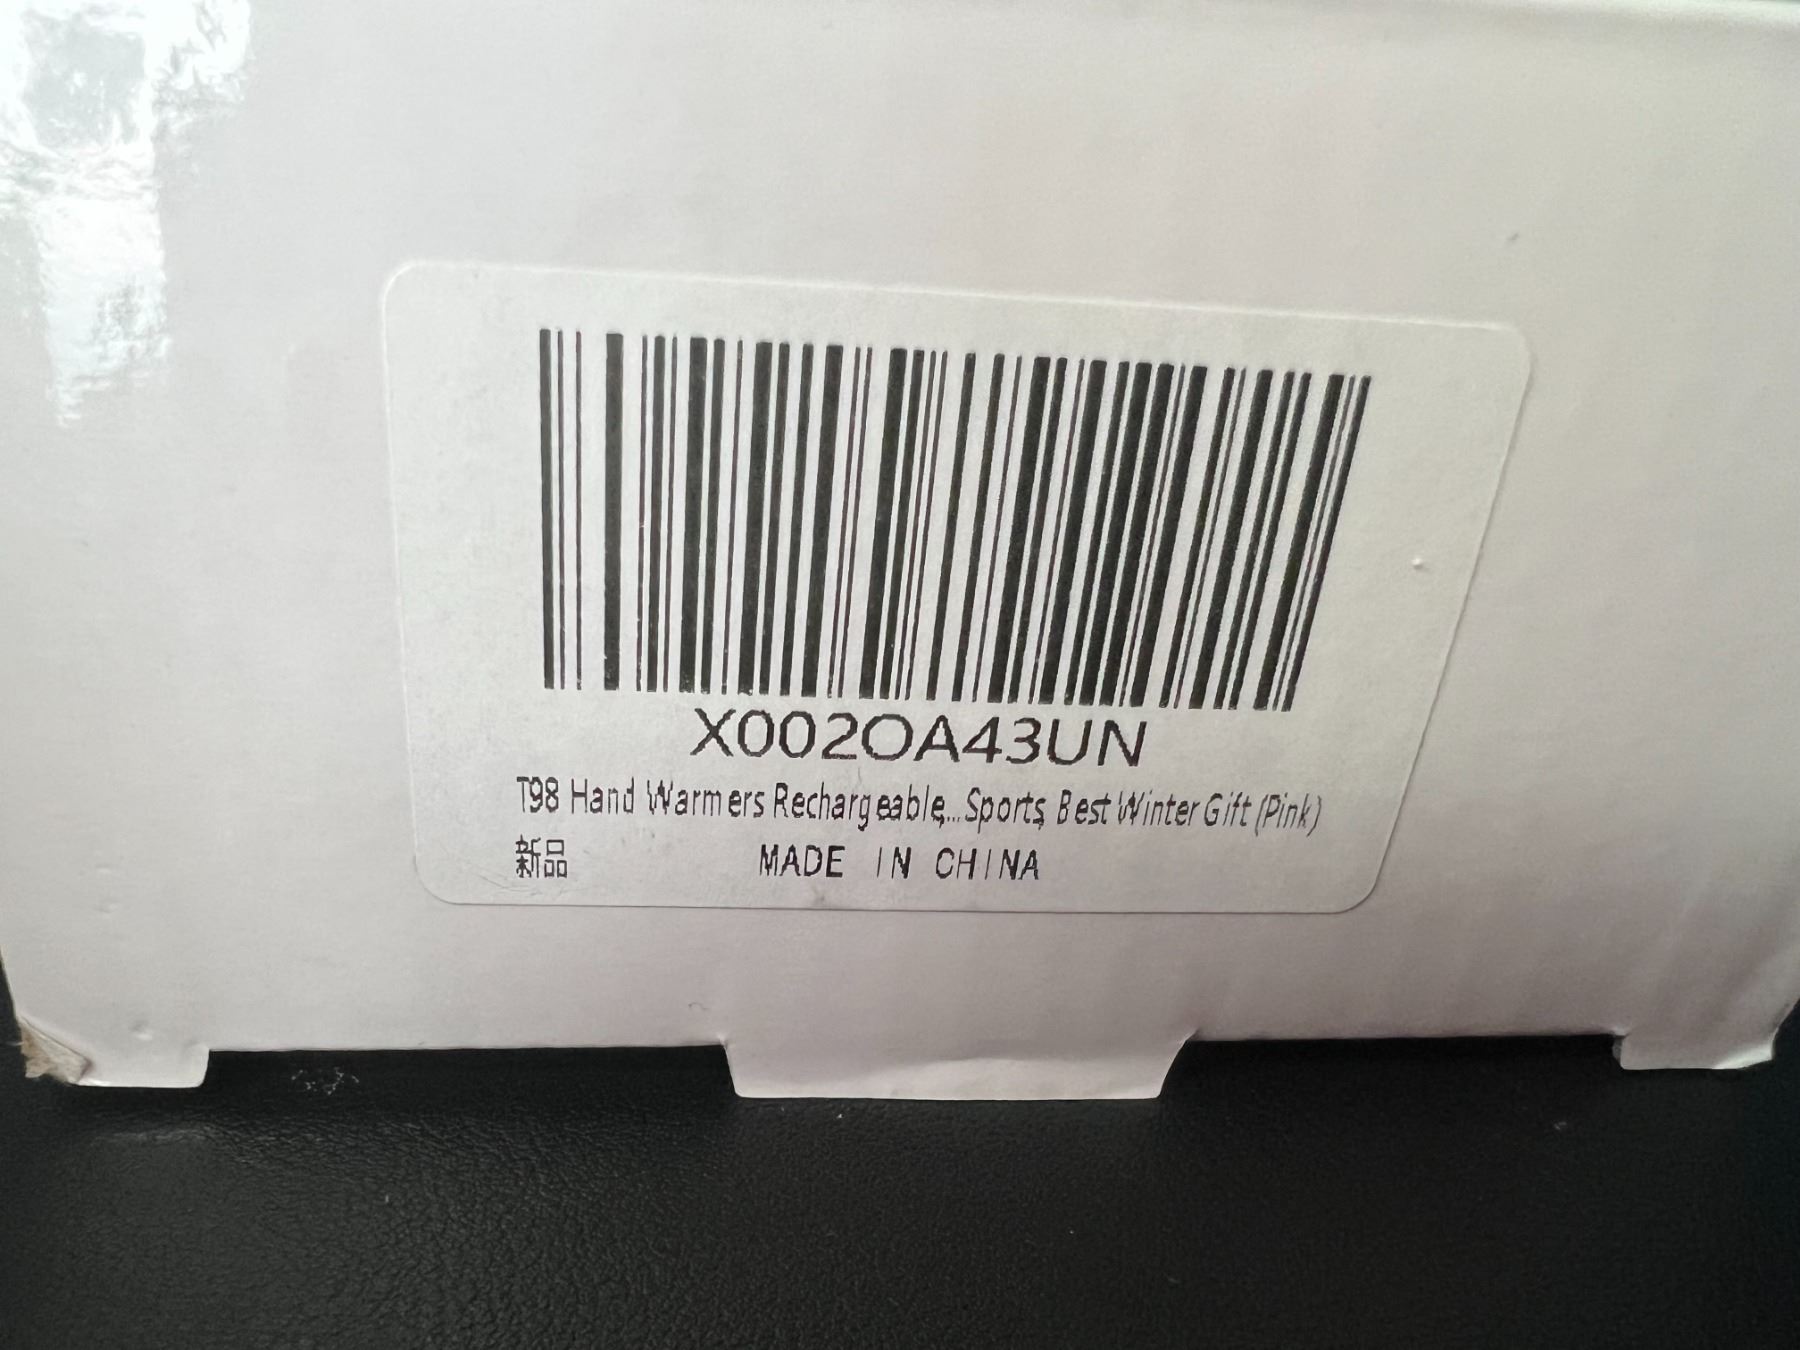 X002OA43UN
T98 Hand Warmers Rechargeable,...Sports, Best Winter Gift (Pink)
新品 MADE IN CHINA